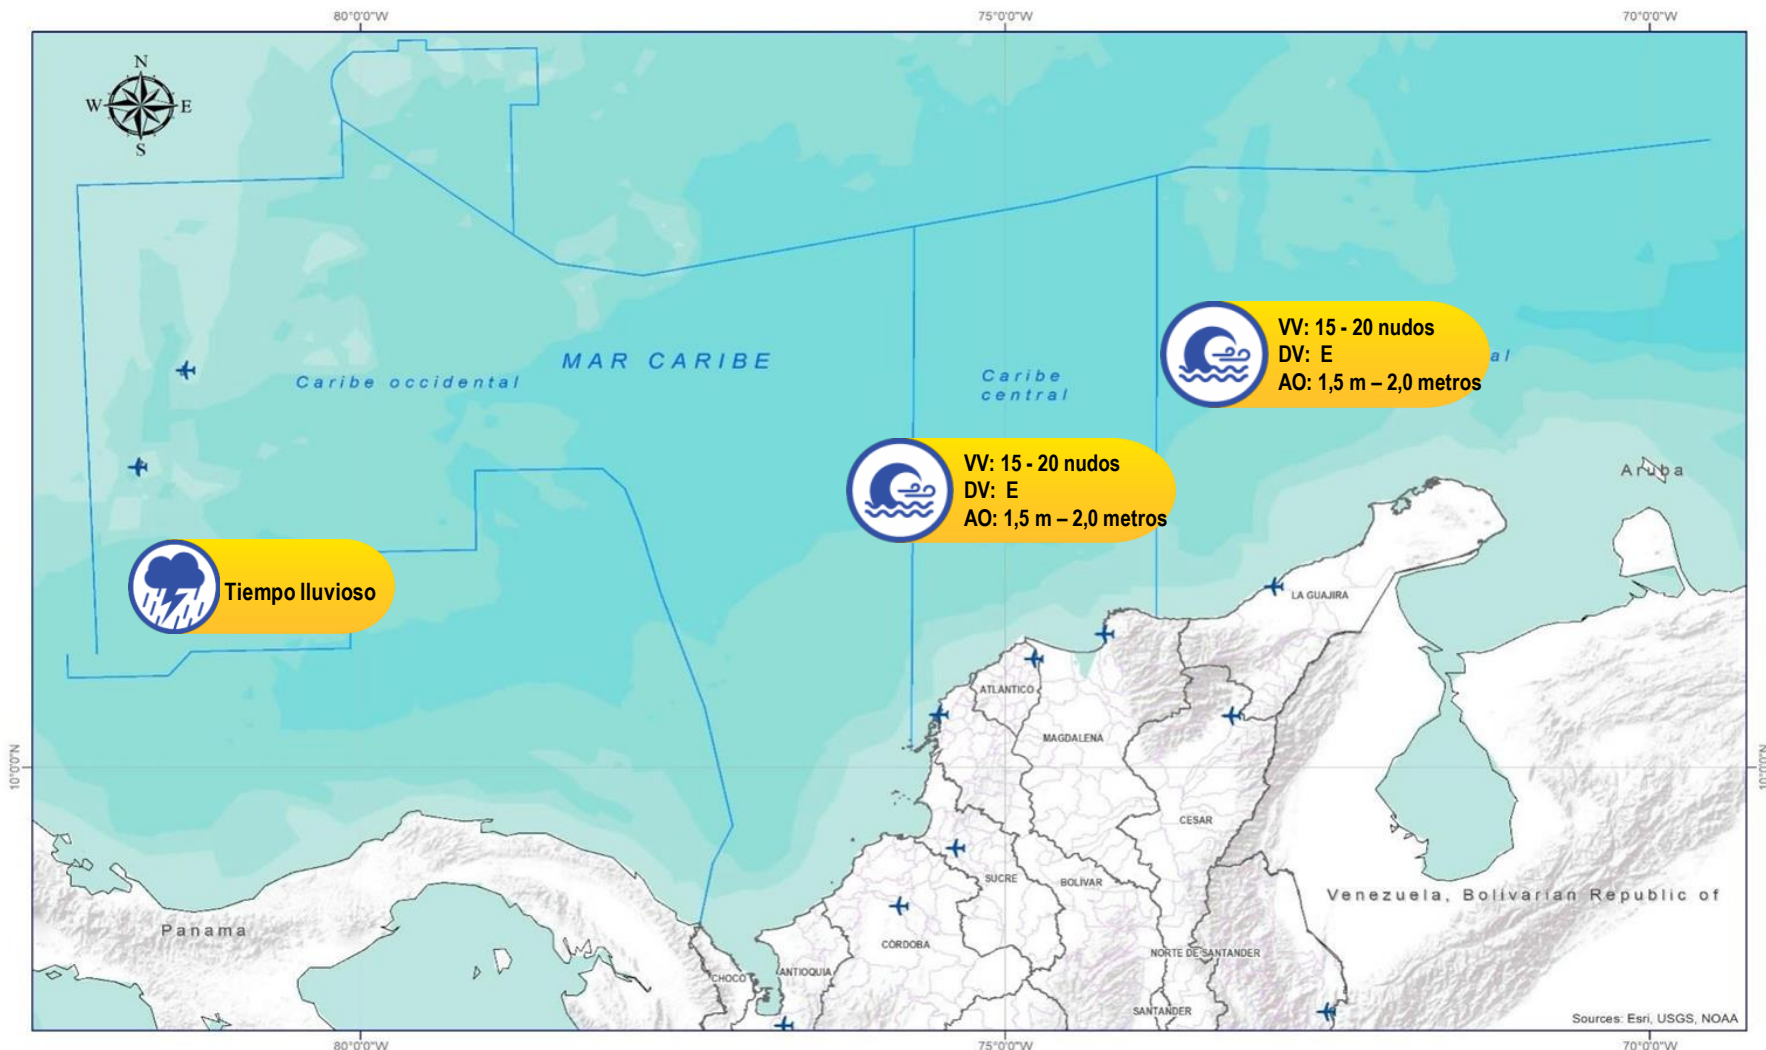 80°0'0"W
75°0'0"W
70°0'0"W
N
W
E
S
VV: 15 - 20 nudos
DV: E
AO: 1,5 m – 2,0 metros
al
MAR CARIBE
Caribe occidental
Caribe
central
VV: 15 - 20 nudos
DV: E
AO: 1,5 m – 2,0 metros
Aruba
Tiempo lluvioso
LA GUAJIRA
ATLANTICO
MAGDALENA
10°0'0"N
10°0'0"N
CESAR
SUCRE
BOLÍVAR
Venezuela, Bolivarian Republic of
Panama
CÓRDOBA
NORTE DE SANTANDER
CHOCO
ANTIOQUIA
SANTANDER
Sources: Esri, USGS, NOAA
80°0'0"W
75°0'0"W
70°0'0"W